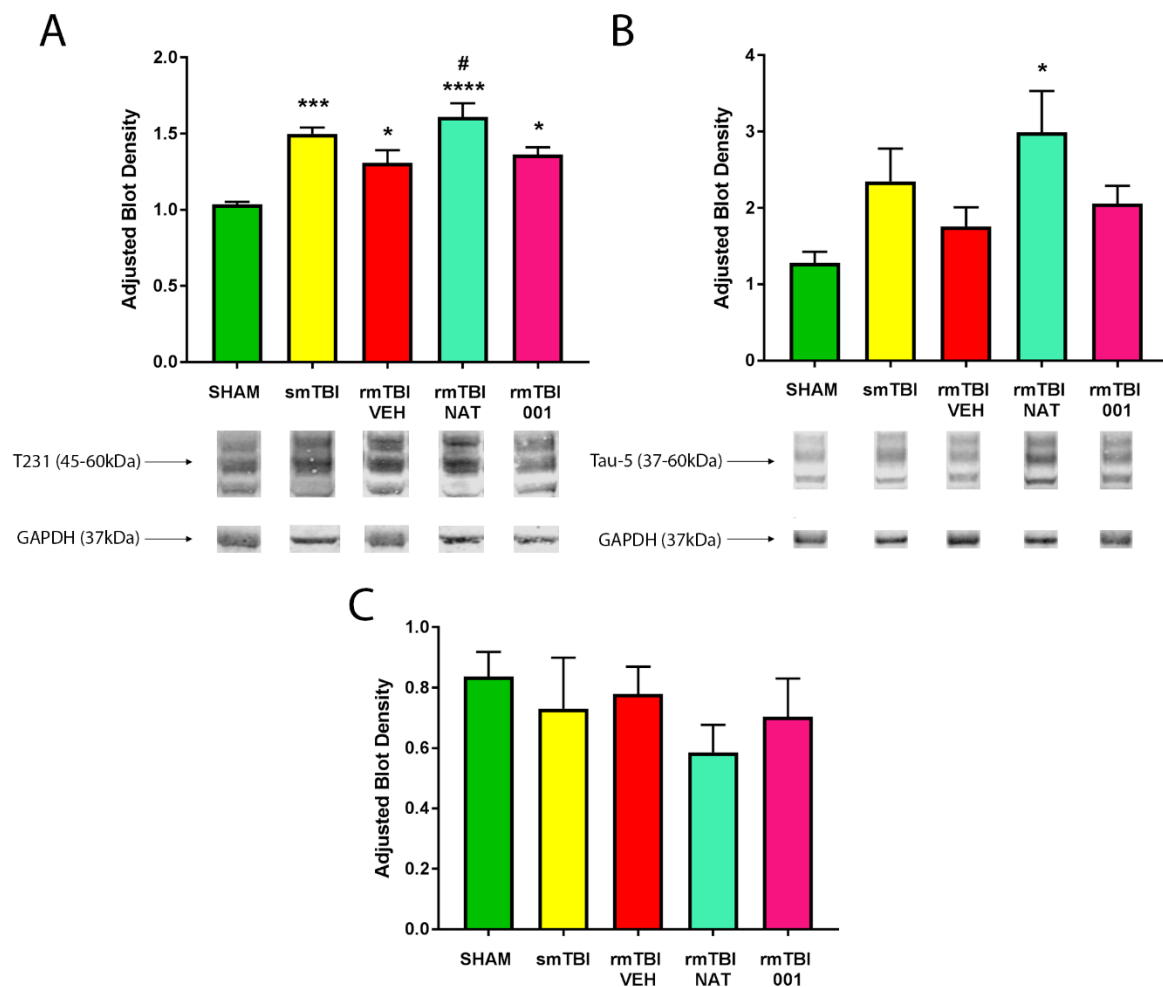 A
Adjusted Blot Density
2.0
1.5
1.0
0.5
0.0
***
*
#
****
*
SHAM
smTBI
rmTBI
VEH
rmTBI
NAT
rmTBI
001
T231 (45-60kDa)
GAPDH (37kDa)
B
Adjusted Blot Density
4
3
2
1
0
*
SHAM
smTBI
rmTBI
VEH
rmTBI
NAT
rmTBI
001
Tau-5 (37-60kDa)
GAPDH (37kDa)
C
Adjusted Blot Density
1.0
0.8
0.6
0.4
0.2
0.0
SHAM
smTBI
rmTBI
VEH
rmTBI
NAT
rmTBI
001